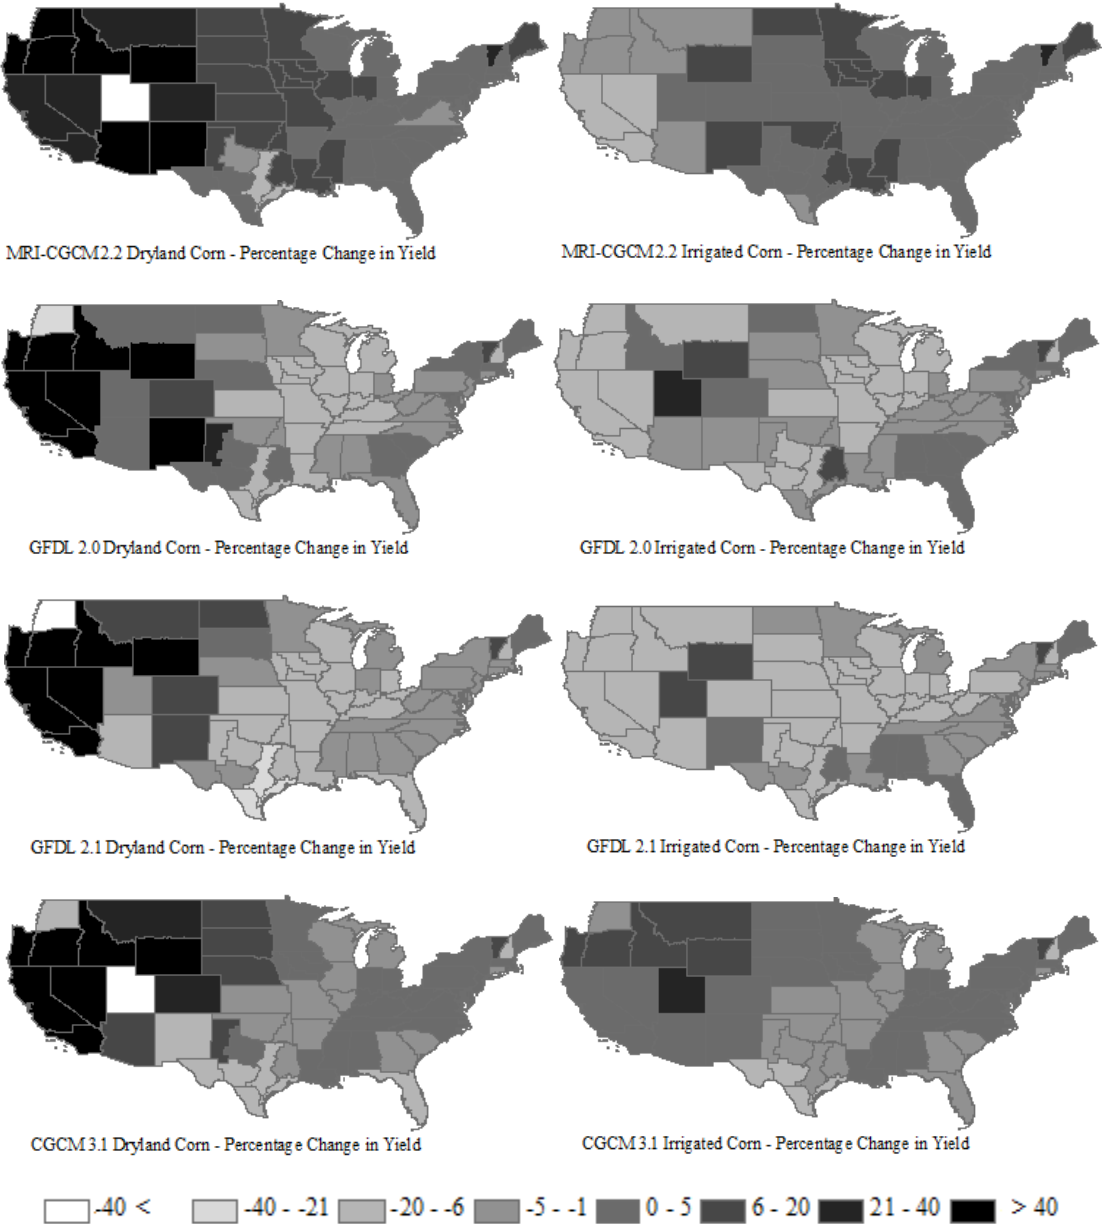 MRI-CGCM2.2 Dryland Corn - Percentage Change in Yield
MRI-CGCM2.2 Irrigated Corn - Percentage Change in Yield
GFDL 2.0 Dryland Corn - Percentage Change in Yield
GFDL 2.0 Irrigated Corn - Percentage Change in Yield
GFDL 2.1 Dryland Corn - Percentage Change in Yield
GFDL 2.1 Irrigated Corn - Percentage Change in Yield
CGCM3.1 Dryland Corn - Percentage Change in Yield
CGCM 3.1 Irrigated Corn - Percentage Change in Yield
-40 < -40 - -21 -20 - -6 -5 - -1 0 - 5 6 - 20 21 - 40 > 40